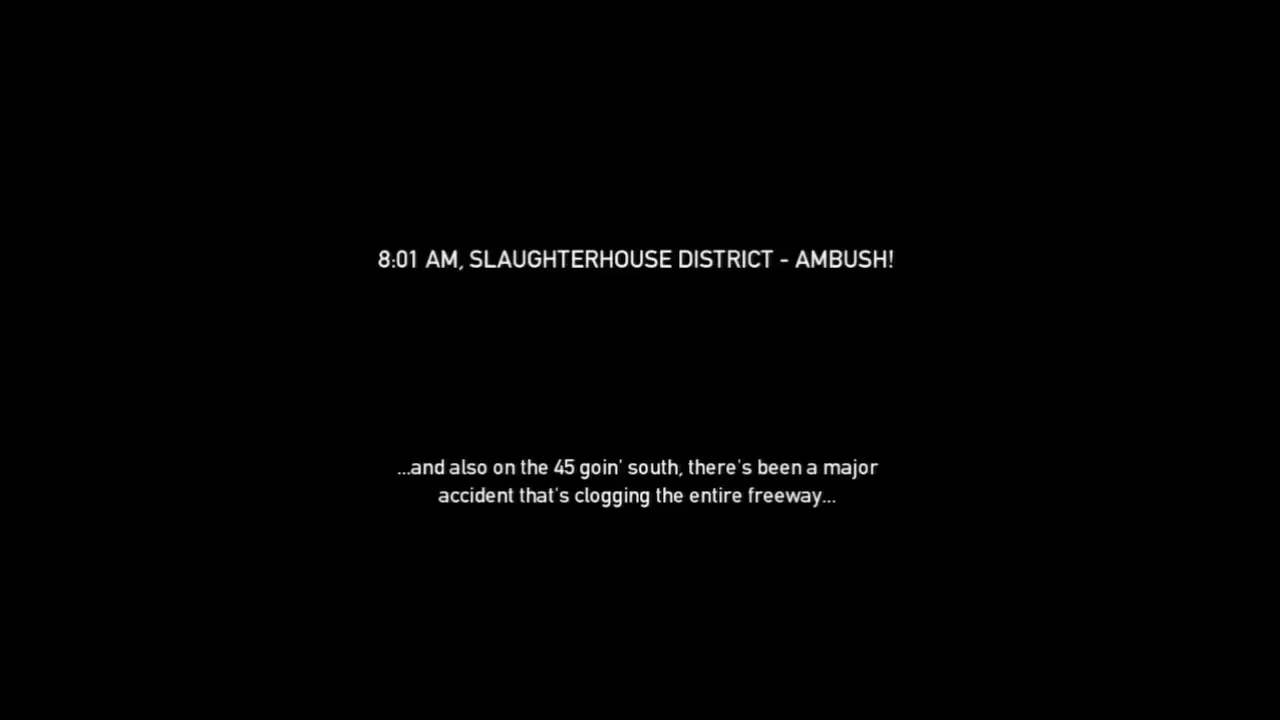 8:01 AM, SLAUGHTERHOUSE DISTRICT - AMBUSH!
...and also on the 45 goin' south, there's been a major
accident that's clogging the entire freeway...